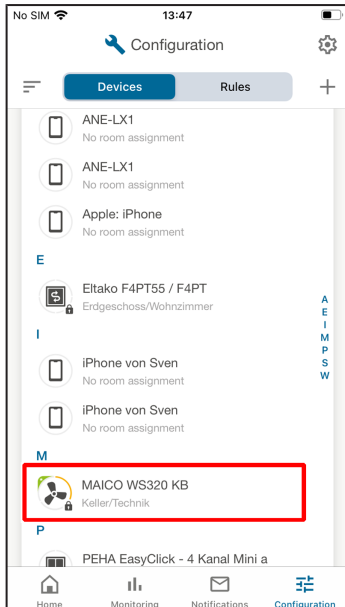 No SIM 13:47
Configuration
Devices Rules
ANE-LX1
No room assignment
ANE-LX1
No room assignment
Apple: iPhone
No room assignment
E
Eltako F4PT55 / F4PT
Erdgeschoss/Wohnzimmer
I
iPhone von Sven
No room assignment
iPhone von Sven
No room assignment
M
MAICO WS320 KB
Keller/Technik
P
PEHA EasyClick - 4 Kanal Mini a
A
E
I
M
P
S
W
Home Monitoring Notifications Configuration